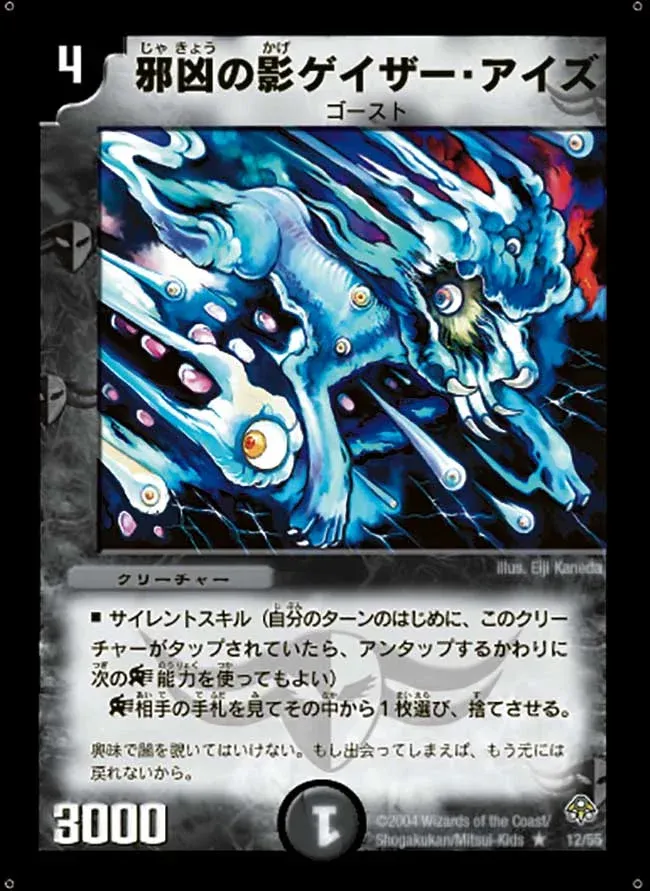 4
じゃ きょう かげ
邪凶の影ゲイザー・アイズ
ゴースト
illus. Eiji Kaneda
クリーチャー
■ サイレントスキル（自分のターンのはじめに、このクリー
チャーがタップされていたら、アンタップするかわりに
次の 能力を使ってもよい）
相手の手札を見てその中から１枚選び、捨てさせる。
興味で闇を覗いてはいけない。もし出会ってしまえば、もう元には
戻れないから。
3000
1
©2004 Wizards of the Coast/
Shogakukan/Mitsui-Kids ★ 12/55